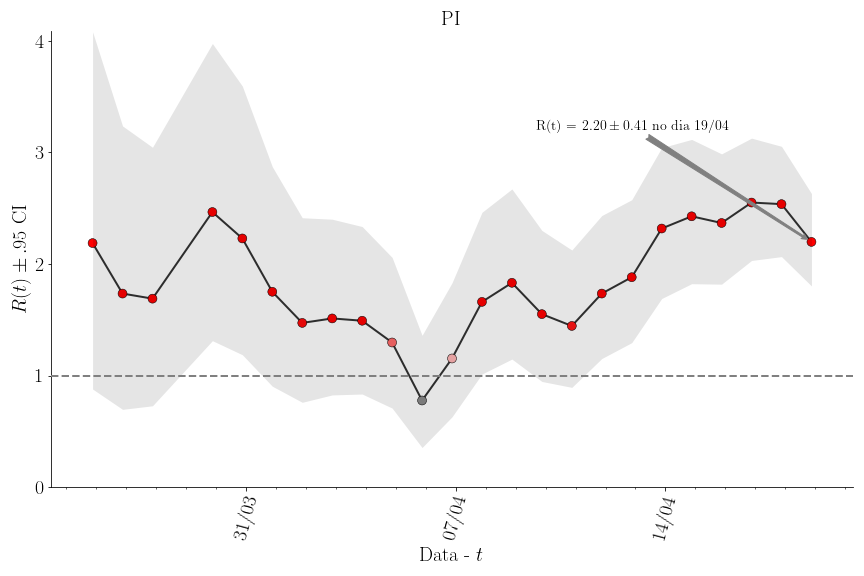 PI
R(t) = 2.20 ± 0.41 no dia 19/04
R(t) ± .95 CI
4
3
2
1
0
31/03
07/04
14/04
Data - t